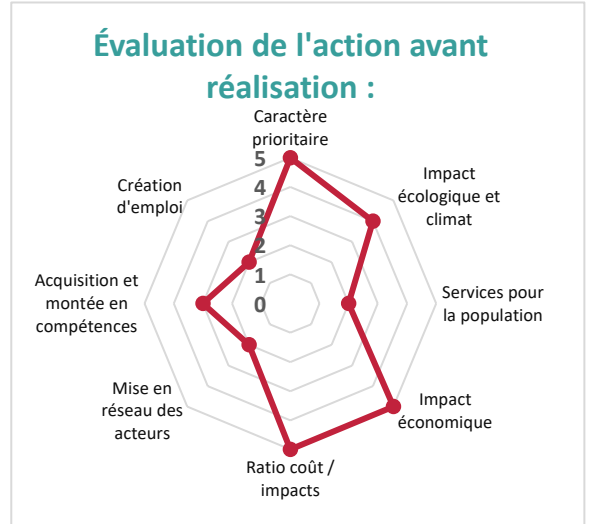 Évaluation de l'action avant
réalisation :
Caractère
prioritaire
Impact
écologique et
climat
Services pour
la population
Impact
économique
Ratio coût /
impacts
Mise en
réseau des
acteurs
Acquisition et
montée en
compétences
Création
d'emploi
5
4
3
2
1
0